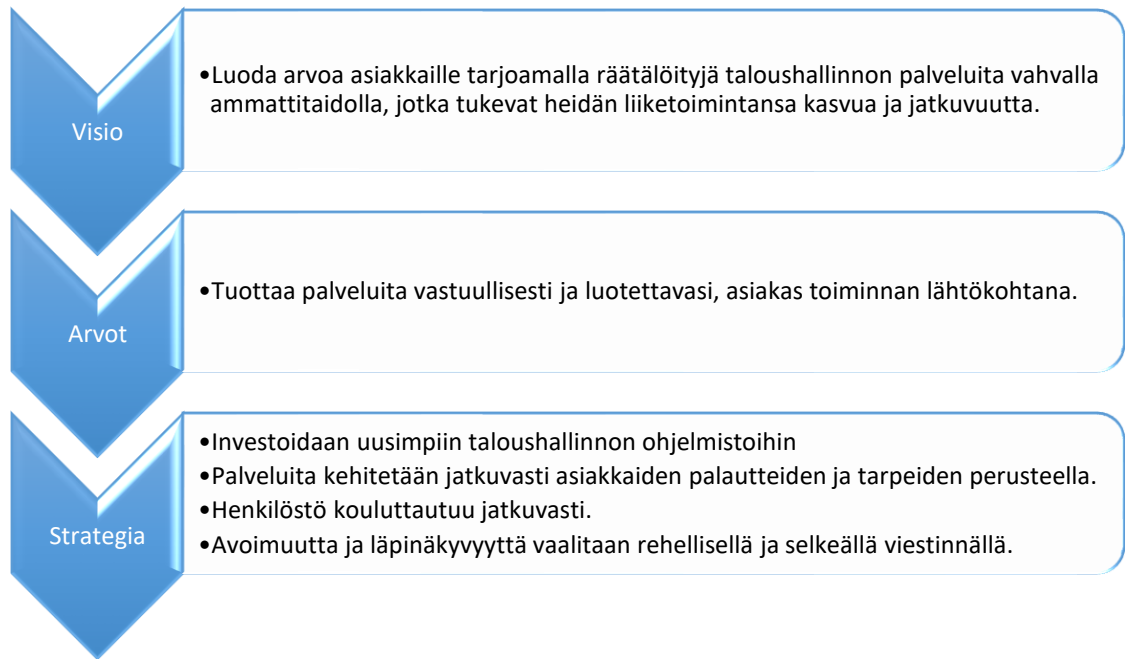 Visio
•Luoda arvoa asiakkaille tarjoamalla räätälöityjä taloushallinnon palveluita vahvalla
ammattitaidolla, jotka tukevat heidän liiketoimintansa kasvua ja jatkuvuutta.
Arvot
•Tuottaa palveluita vastuullisesti ja luotettavasi, asiakas toiminnan lähtökohtana.
Strategia
•Investoidaan uusimpiin taloushallinnon ohjelmistoihin
•Palveluita kehitetään jatkuvasti asiakkaiden palautteiden ja tarpeiden perusteella.
•Henkilöstö kouluttautuu jatkuvasti.
•Avoimuutta ja läpinäkyvyyttä vaalitaan rehellisellä ja selkeällä viestinnällä.